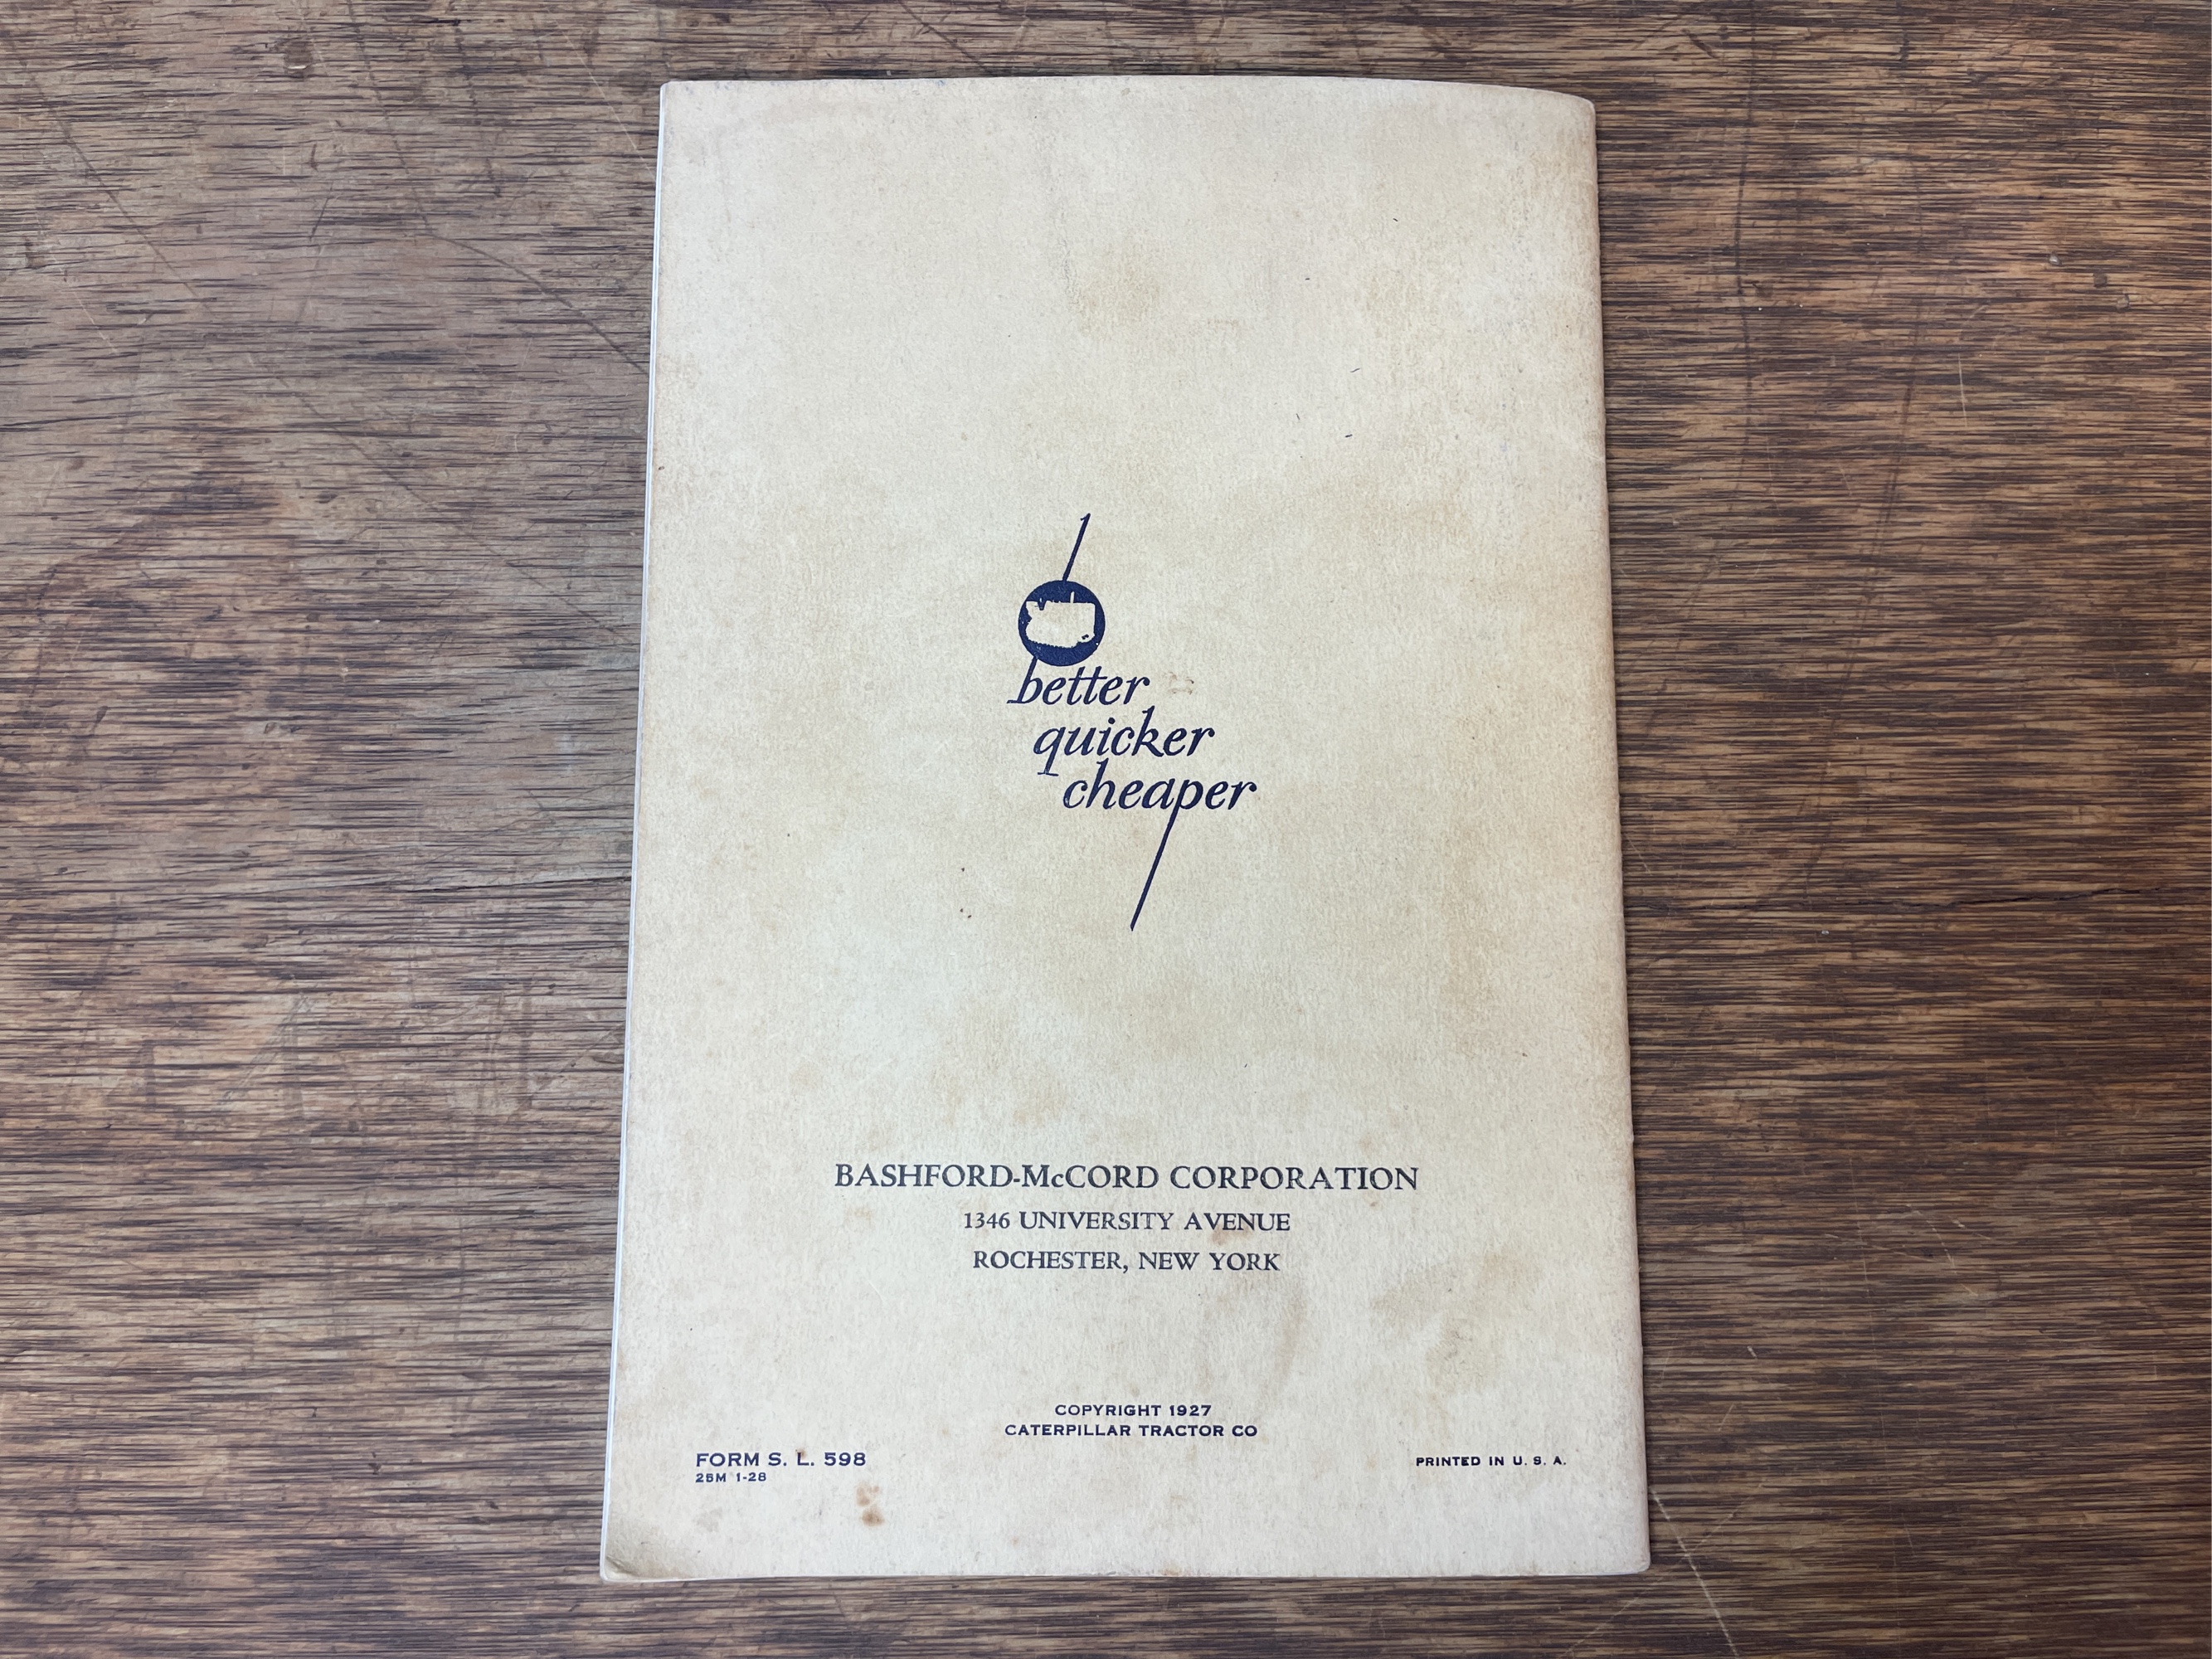 better
quicker
cheaper
BASHFORD-McCORD CORPORATION
1346 UNIVERSITY AVENUE
ROCHESTER, NEW YORK
COPYRIGHT 1927
CATERPILLAR TRACTOR CO
FORM S. L. 598
25M 1-28
PRINTED IN U. S. A.